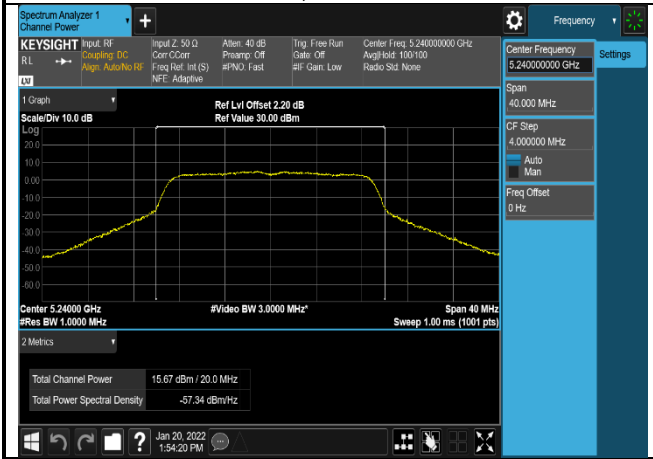 Spectrum Analyzer 1
Channel Power
+
Frequency
KEYSIGHT
RL
LXI
Input: RF
Coupling: DC
Align: Auto/No RF
Input Z: 50 Ω
Corr CCorr
Freq Ref: Int (S)
NFE: Adaptive
Atten: 40 dB
Preamp: Off
#PNO: Fast
Trig: Free Run
Gate: Off
#IF Gain: Low
Center Freq: 5.240000000 GHz
Avg|Hold: 100/100
Radio Std: None
Center Frequency
5.240000000 GHz
Settings
Span
40.000 MHz
CF Step
4.000000 MHz
Auto
Man
Freq Offset
0 Hz
1 Graph
Scale/Div 10.0 dB
Ref Lvl Offset 2.20 dB
Ref Value 30.00 dBm
Log
20.0
10.0
0.00
-10.0
-20.0
-30.0
-40.0
-50.0
-60.0
Center 5.24000 GHz
#Video BW 3.0000 MHz*
Span 40 MHz
#Res BW 1.0000 MHz
Sweep 1.00 ms (1001 pts)
2 Metrics
Total Channel Power 15.67 dBm / 20.0 MHz
Total Power Spectral Density -57.34 dBm/Hz
?
Jan 20, 2022
1:54:20 PM